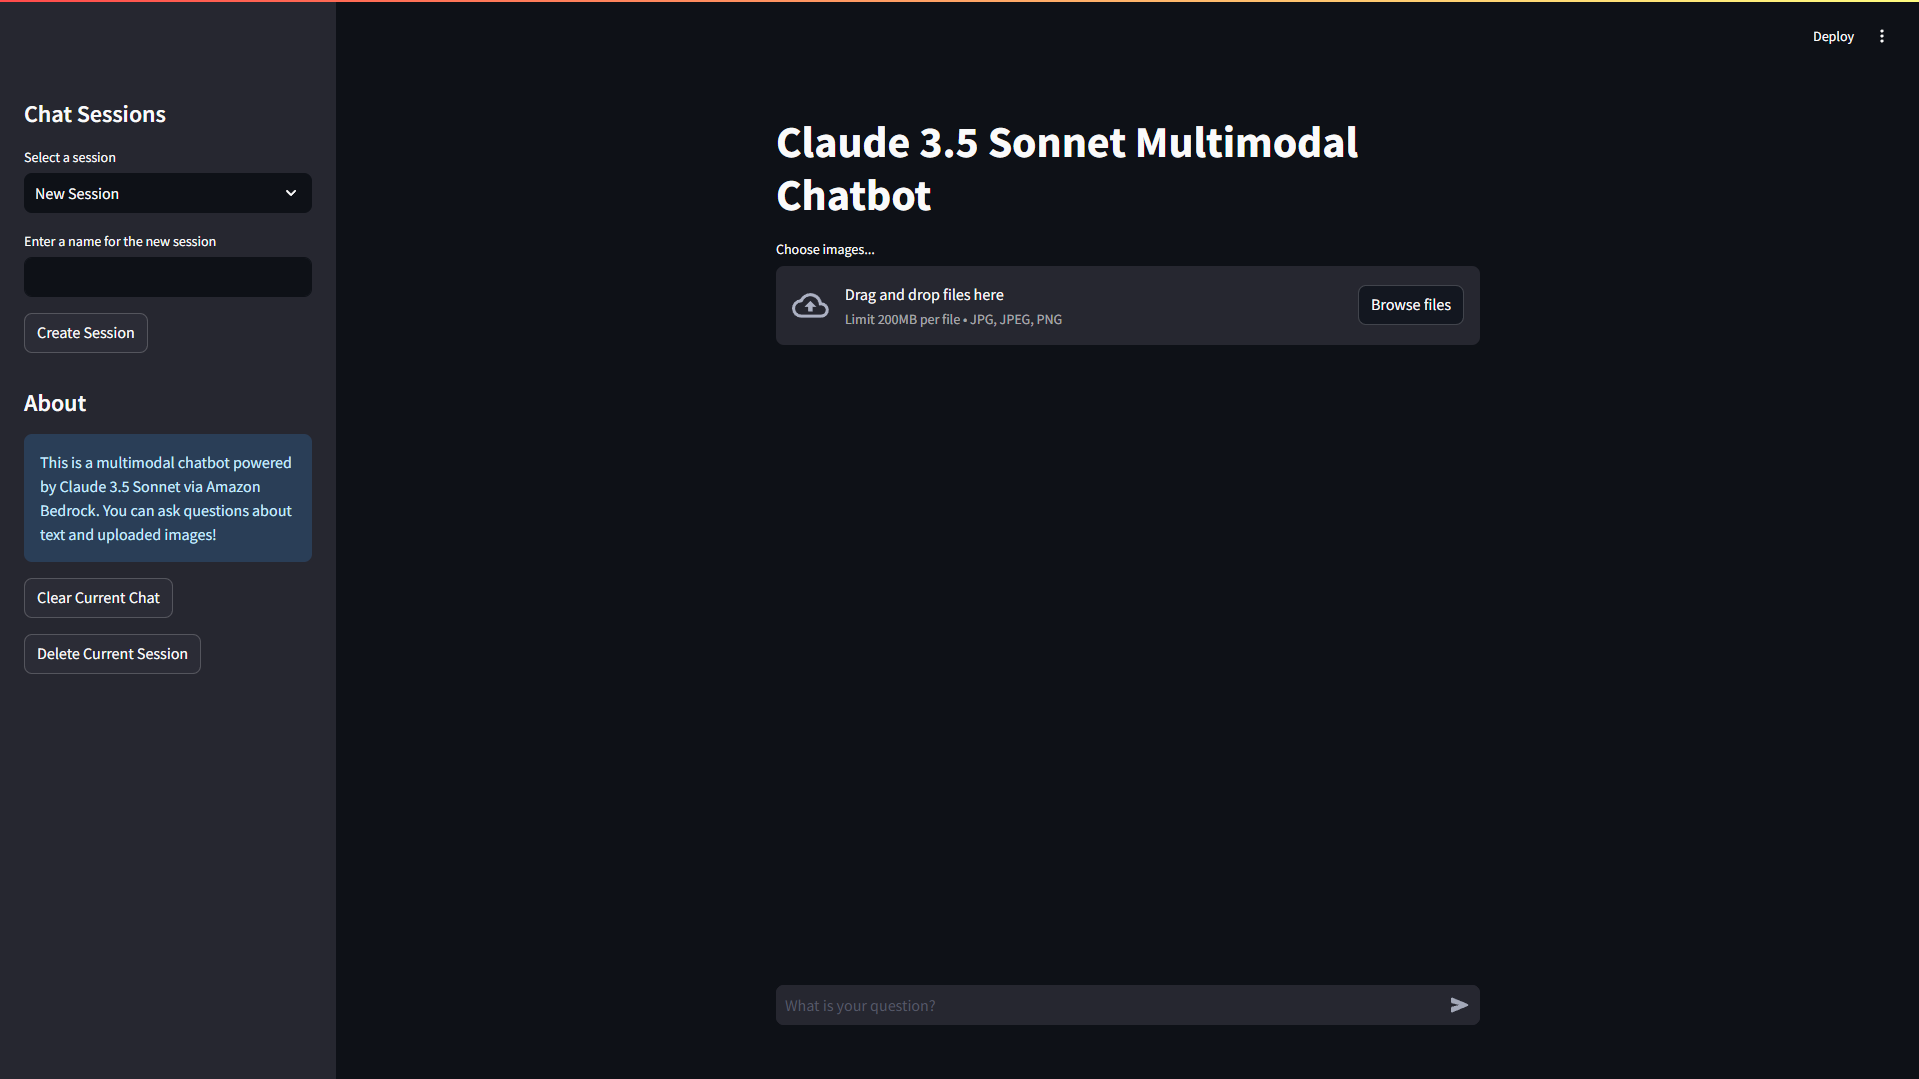 Deploy
Chat Sessions
Select a session
New Session
Enter a name for the new session
Create Session
About
This is a multimodal chatbot powered
by Claude 3.5 Sonnet via Amazon
Bedrock. You can ask questions about
text and uploaded images!
Clear Current Chat
Delete Current Session
Claude 3.5 Sonnet Multimodal
Chatbot
Choose images...
Drag and drop files here
Limit 200MB per file • JPG, JPEG, PNG
Browse files
What is your question?